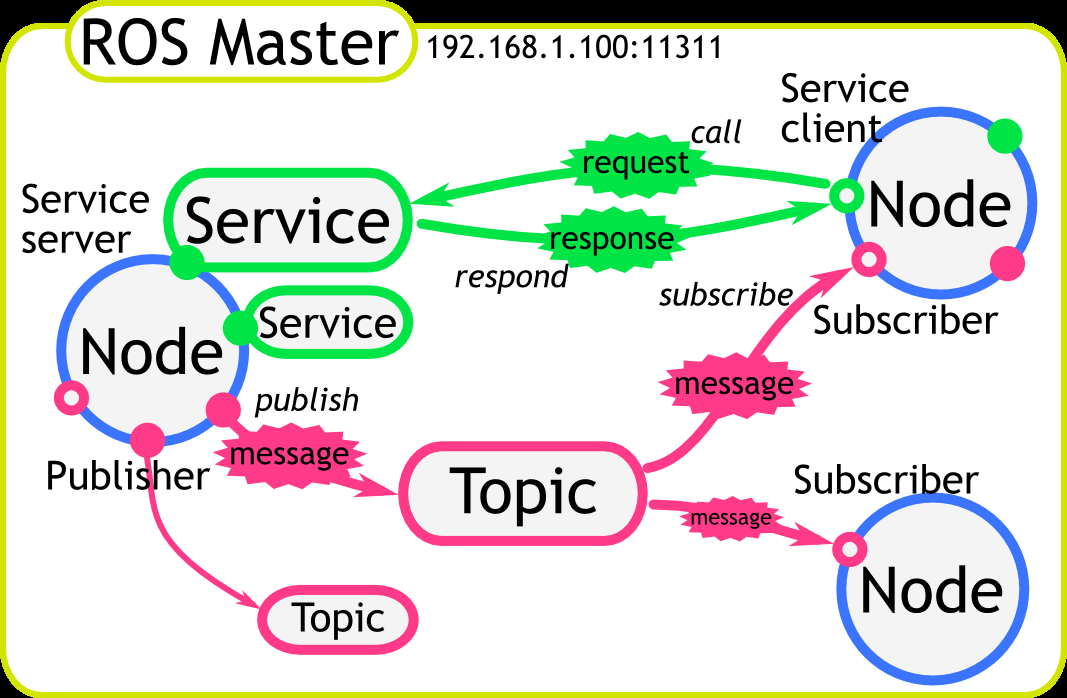 ROS Master
192.168.1.100:11311
Service
client
call
request
Node
Service
server
Service
response
respond
subscribe
Subscriber
Service
Node
publish
message
message
Publisher
message
Topic
Subscriber
message
Node
Topic